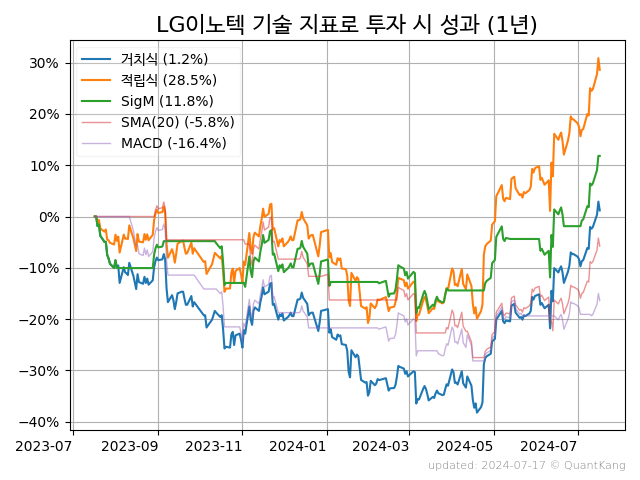 LG이노텍 기술 지표로 투자 시 성과 (1년)
거치식 (1.2%)
적립식 (28.5%)
SigM (11.8%)
SMA(20) (-5.8%)
MACD (-16.4%)
30%
20%
10%
0%
−10%
−20%
−30%
−40%
2023-07 2023-09 2023-11 2024-01 2024-03 2024-05 2024-07
updated: 2024-07-17 © QuantKang